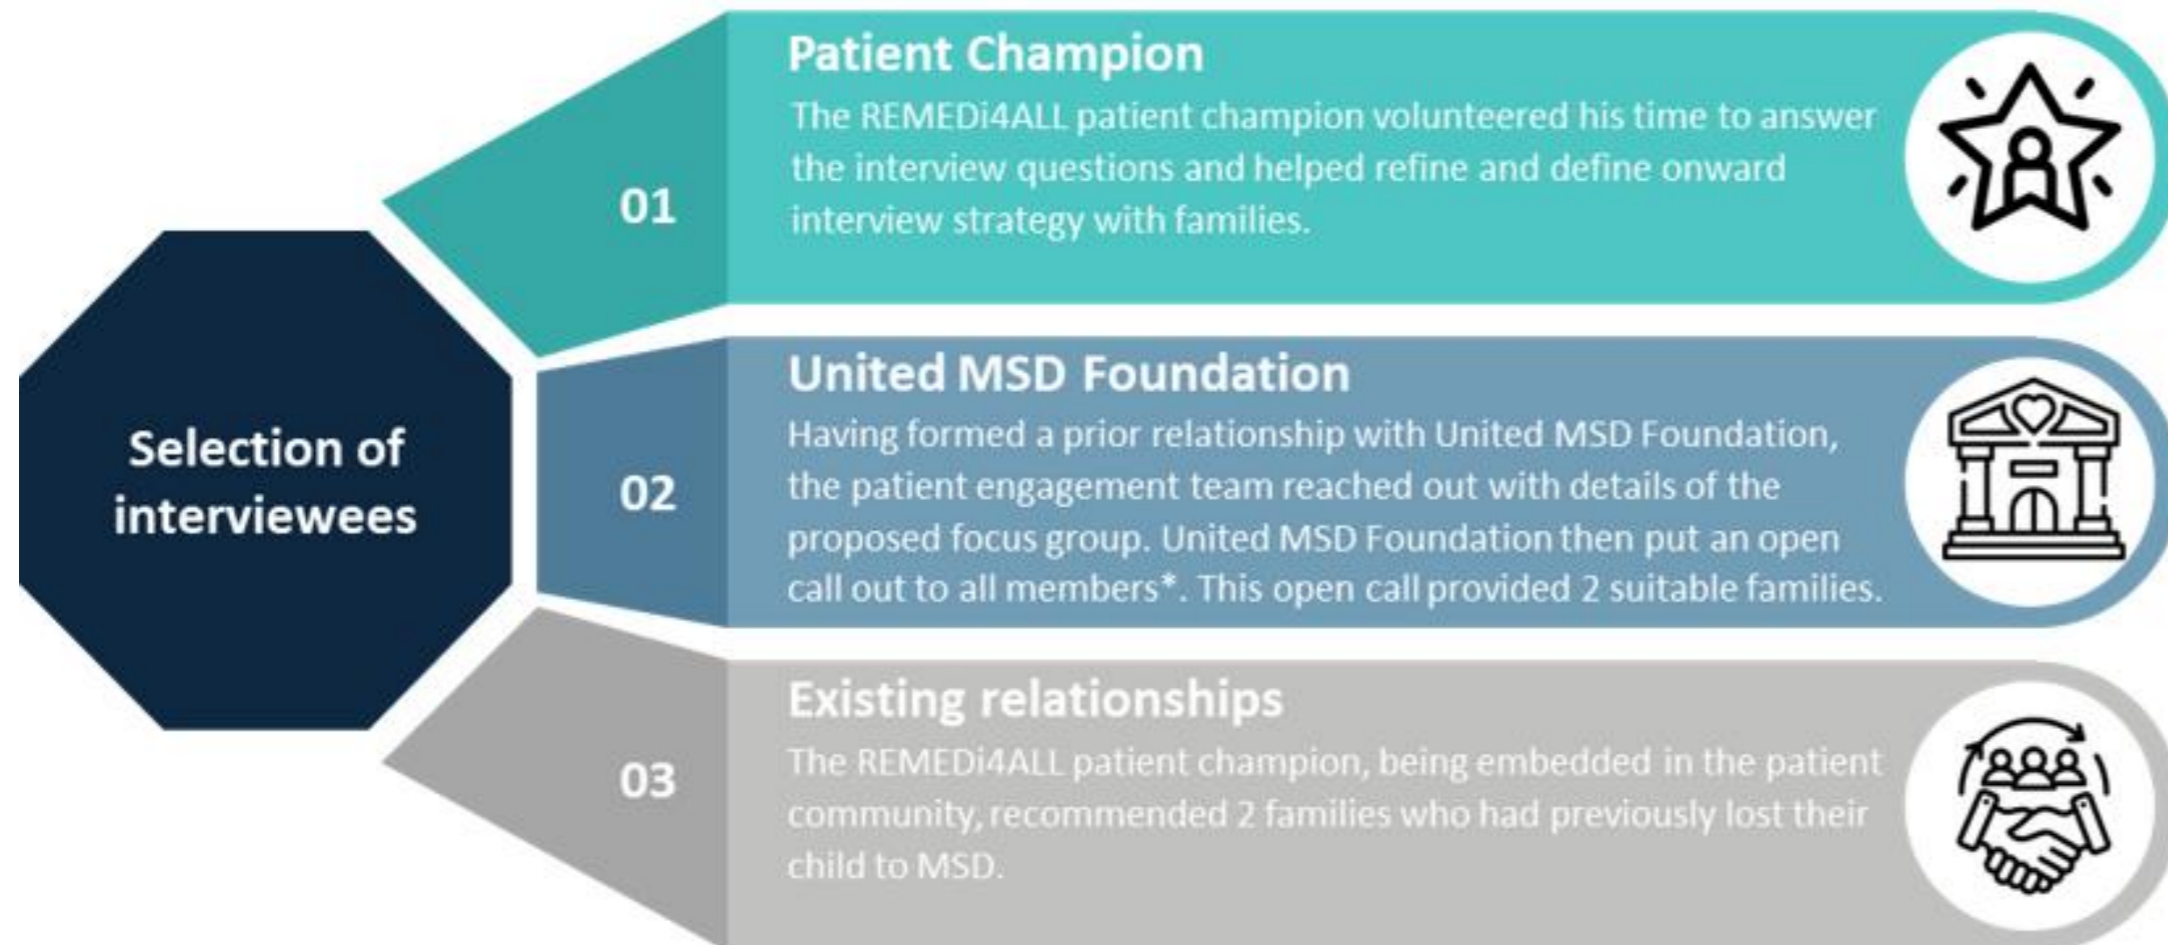 Selection of
interviewees
01
Patient Champion
The REMEDi4ALL patient champion volunteered his time to answer
the interview questions and helped refine and define onward
interview strategy with families.
02
United MSD Foundation
Having formed a prior relationship with United MSD Foundation,
the patient engagement team reached out with details of the
proposed focus group. United MSD Foundation then put an open
call out to all members*. This open call provided 2 suitable families.
03
Existing relationships
The REMEDi4ALL patient champion, being embedded in the patient
community, recommended 2 families who had previously lost their
child to MSD.